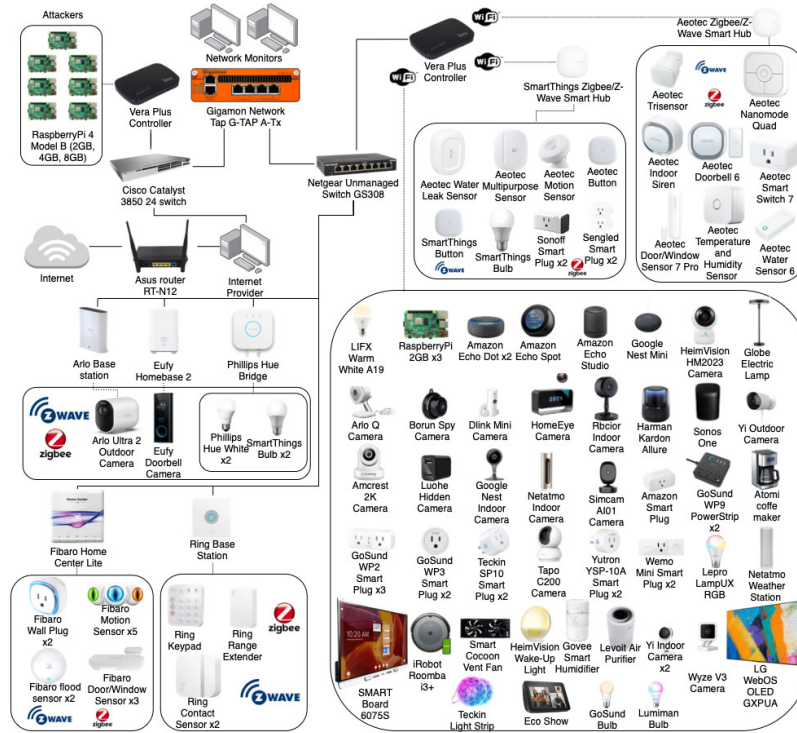 Attackers
RaspberryPi 4
Model B (2GB,
4GB, 8GB)
Vera Plus
Controller
Network Monitors
Gigamon Network
Tap G-TAP A-Tx
Cisco Catalyst
3850 24 switch
Netgear Unmanaged
Switch GS308
Internet
Asus router
RT-N12
Internet
Provider
Vera Plus
Controller
WiFi
WiFi
WiFi
SmartThings Zigbee/Z-
Wave Smart Hub
Aeotec Zigbee/Z-
Wave Smart Hub
Aeotec
Trisensor
ZWAVE
zigbee
Aeotec
Nanomode
Quad
Aeotec
Indoor
Siren
Aeotec
Doorbell 6
Aeotec
Smart
Switch 7
Aeotec
Door/Window
Sensor 7 Pro
Aeotec
Temperature
and
Humidity
Sensor
Aeotec
Water
Sensor 6
Aeotec Water
Leak Sensor
Aeotec
Multipurpose
Sensor
Aeotec
Motion
Sensor
Aeotec
Button
SmartThings
Button
SmartThings
Bulb
Sonoff
Smart
Plug x2
Sengled
Smart
Plug x2
ZWAVE
zigbee
Arlo Base
station
Eufy
Homebase 2
Phillips Hue
Bridge
ZWAVE
zigbee
Arlo Ultra 2
Outdoor
Camera
Eufy
Doorbell
Camera
Phillips
Hue White
x2
SmartThings
Bulb x2
Fibaro Home
Center Lite
Ring Base
Station
Fibaro
Wall Plug
x2
Fibaro
Motion
Sensor x5
Fibaro flood
sensor x2
Fibaro
Door/Window
Sensor x3
ZWAVE
zigbee
Ring
Keypad
Ring
Range
Extender
zigbee
Ring
Contact
Sensor x2
ZWAVE
LIFX
Warm
White A19
RaspberryPi
2GB x3
Amazon
Echo Dot x2
Amazon
Echo Spot
Amazon
Echo
Studio
Google
Nest Mini
HeimVision
HM2023
Camera
Globe
Electric
Lamp
Arlo Q
Camera
Borun Spy
Camera
Dlink Mini
Camera
HomeEye
Camera
Rbcior
Indoor
Camera
Harman
Kardon
Allure
Sonos
One
Yi Outdoor
Camera
Amcrest
2K
Camera
Luohe
Hidden
Camera
Google
Nest
Indoor
Camera
Netatmo
Indoor
Camera
Simcam
AI01
Camera
Amazon
Smart
Plug
GoSund
WP9
PowerStrip
x2
Atomi
coffe
maker
GoSund
WP2
Smart
Plug x3
GoSund
WP3
Smart
Plug x2
Teckin
SP10
Smart
Plug x2
Tapo
C200
Camera
Yutron
YSP-10A
Smart
Plug x2
Wemo
Mini Smart
Plug x2
Lepro
LampUX
RGB
Netatmo
Weather
Station
10:20 AM
SMART
Board
6075S
iRobot
Roomba
i3+
Smart
Cocoon
Vent Fan
HeimVision
Wake-Up
Light
Govee
Smart
Humidifier
Levoit Air
Purifier
Yi Indoor
Camera
x2
Wyze V3
Camera
LG
WebOS
OLED
GXPUA
Teckin
Light Strip
Eco Show
GoSund
Bulb
Lumiman
Bulb